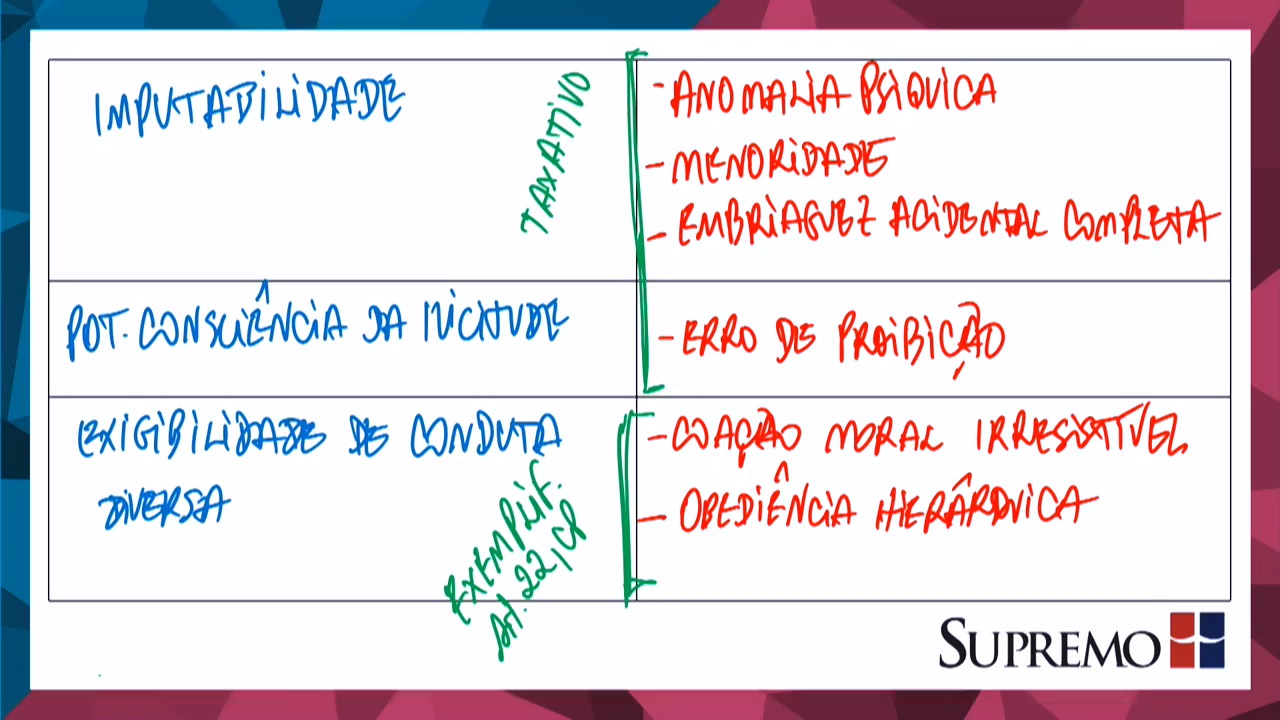 IMPUTABILIDADE
TAXATIVO
- ANOMALIA PSÍQUICA
- MENORIDADE
- EMBRIAGUEZ ACIDENTAL COMPLETA
POT. CONSCIÊNCIA DA ILICITUDE
- ERRO DE PROIBIÇÃO
EXIGIBILIDADE DE CONDUTA
DIVERSA
EXEMPLIF.
Art. 22, CP
- COAÇÃO MORAL IRRESISTÍVEL
- OBEDIÊNCIA HIERÁRQUICA
SUPREMO